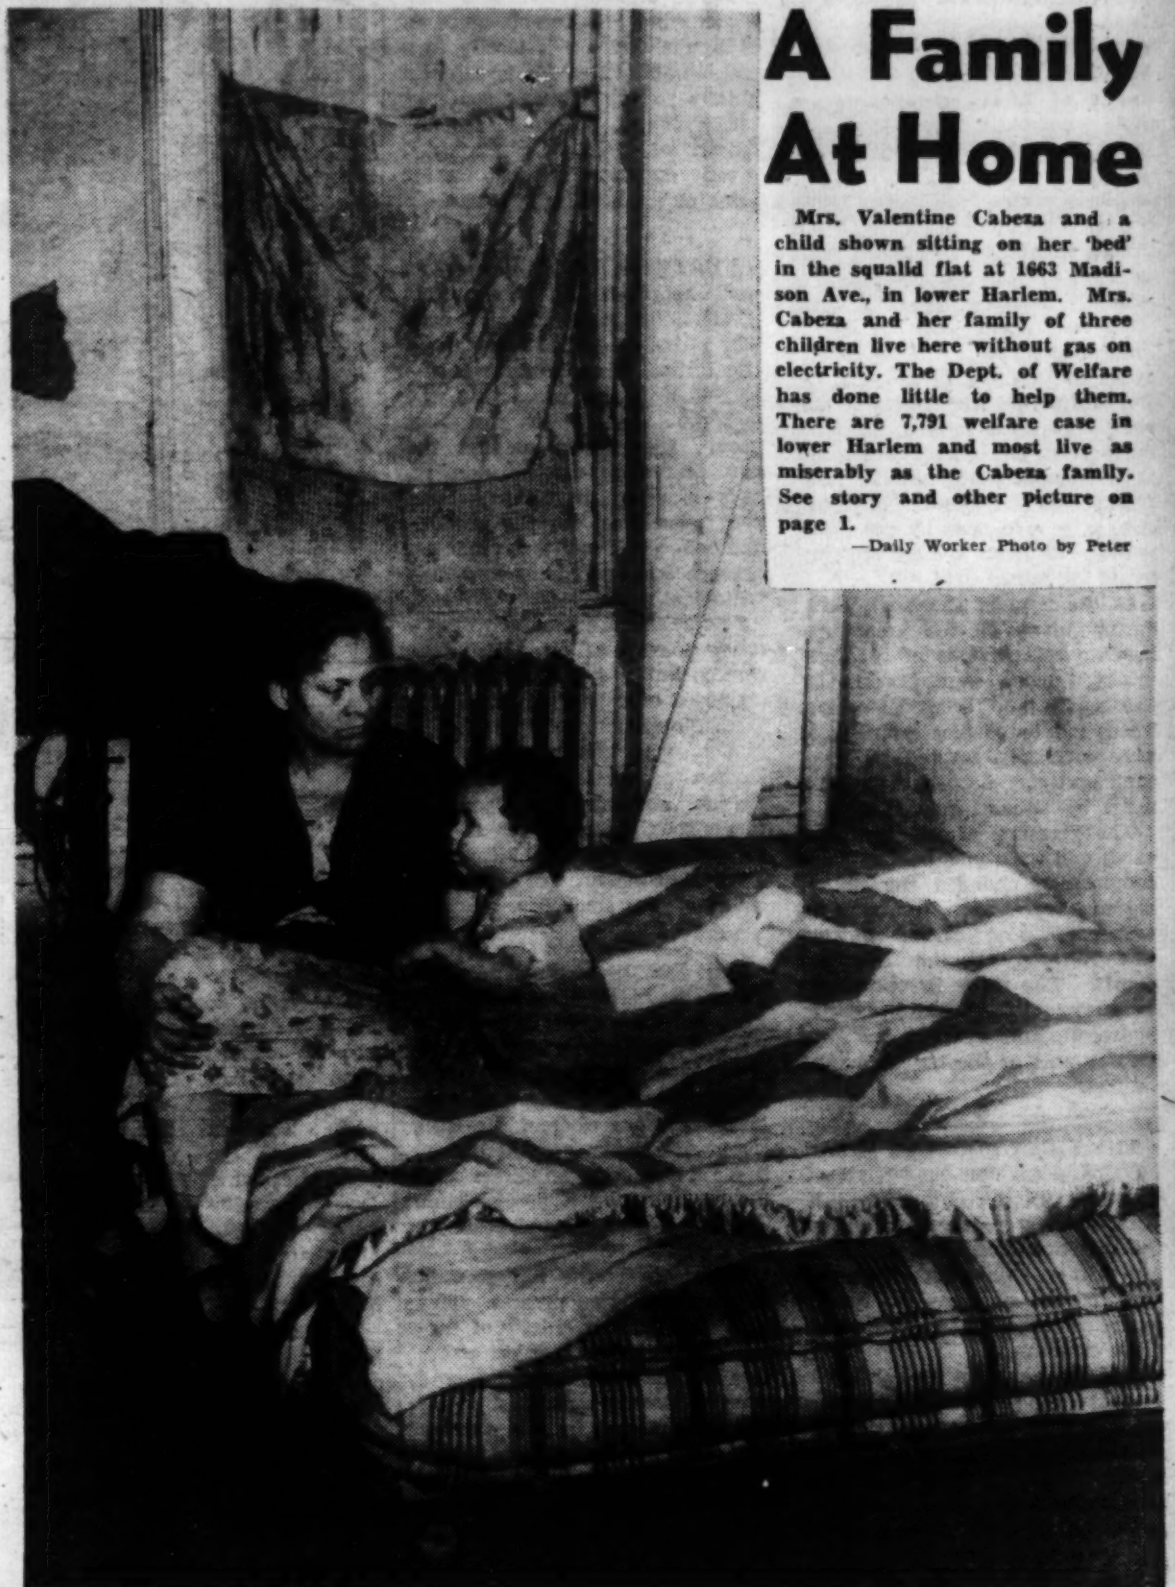 A Family
At Home
Mrs. Valentine Cabeza and a
child shown sitting on her 'bed'
in the squalid flat at 1663 Madi-
son Ave., in lower Harlem. Mrs.
Cabeza and her family of three
children live here without gas on
electricity. The Dept. of Welfare
has done little to help them.
There are 7,791 welfare case in
lower Harlem and most live as
miserably as the Cabeza family.
See story and other picture on
page 1.
—Daily Worker Photo by Peter